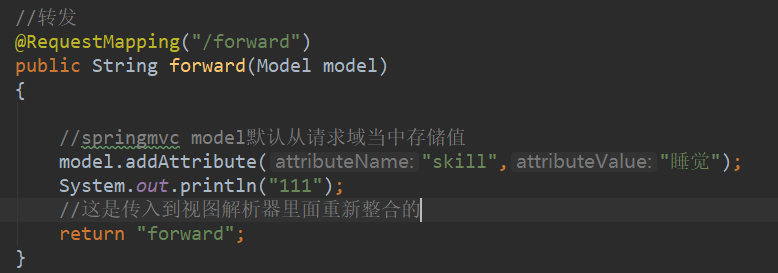 //转发
@RequestMapping("/forward")
public String forward(Model model)
{
//springmvc model默认从请求域当中存储值
model.addAttribute( attributeName: "skill", attributeValue: "睡觉");
System.out.println("111");
//这是传入到视图解析器里面重新整合的
return "forward";
}